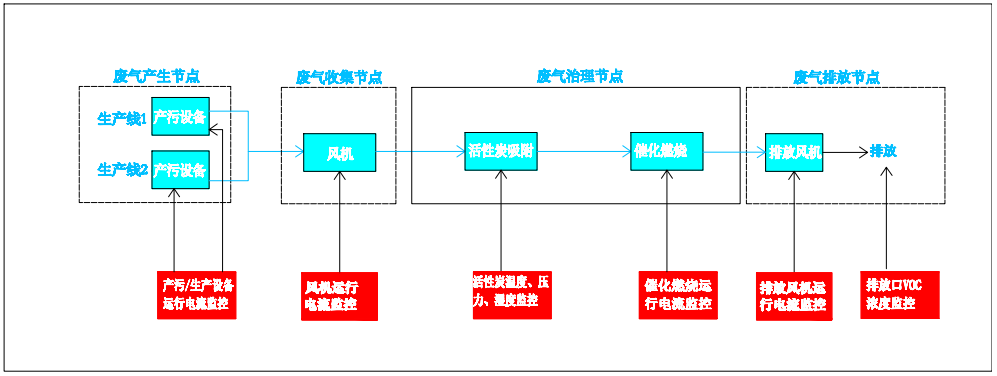 废气产生节点
废气收集节点
废气治理节点
废气排放节点
生产线1
产污设备
生产线2
产污设备
风机
活性炭吸附
催化燃烧
排放风机
排放
产污/生产设备
运行电流监控
风机运行
电流监控
活性炭温度、压
力、湿度监控
催化燃烧运
行电流监控
排放风机运
行电流监控
排放口VOC
浓度监控